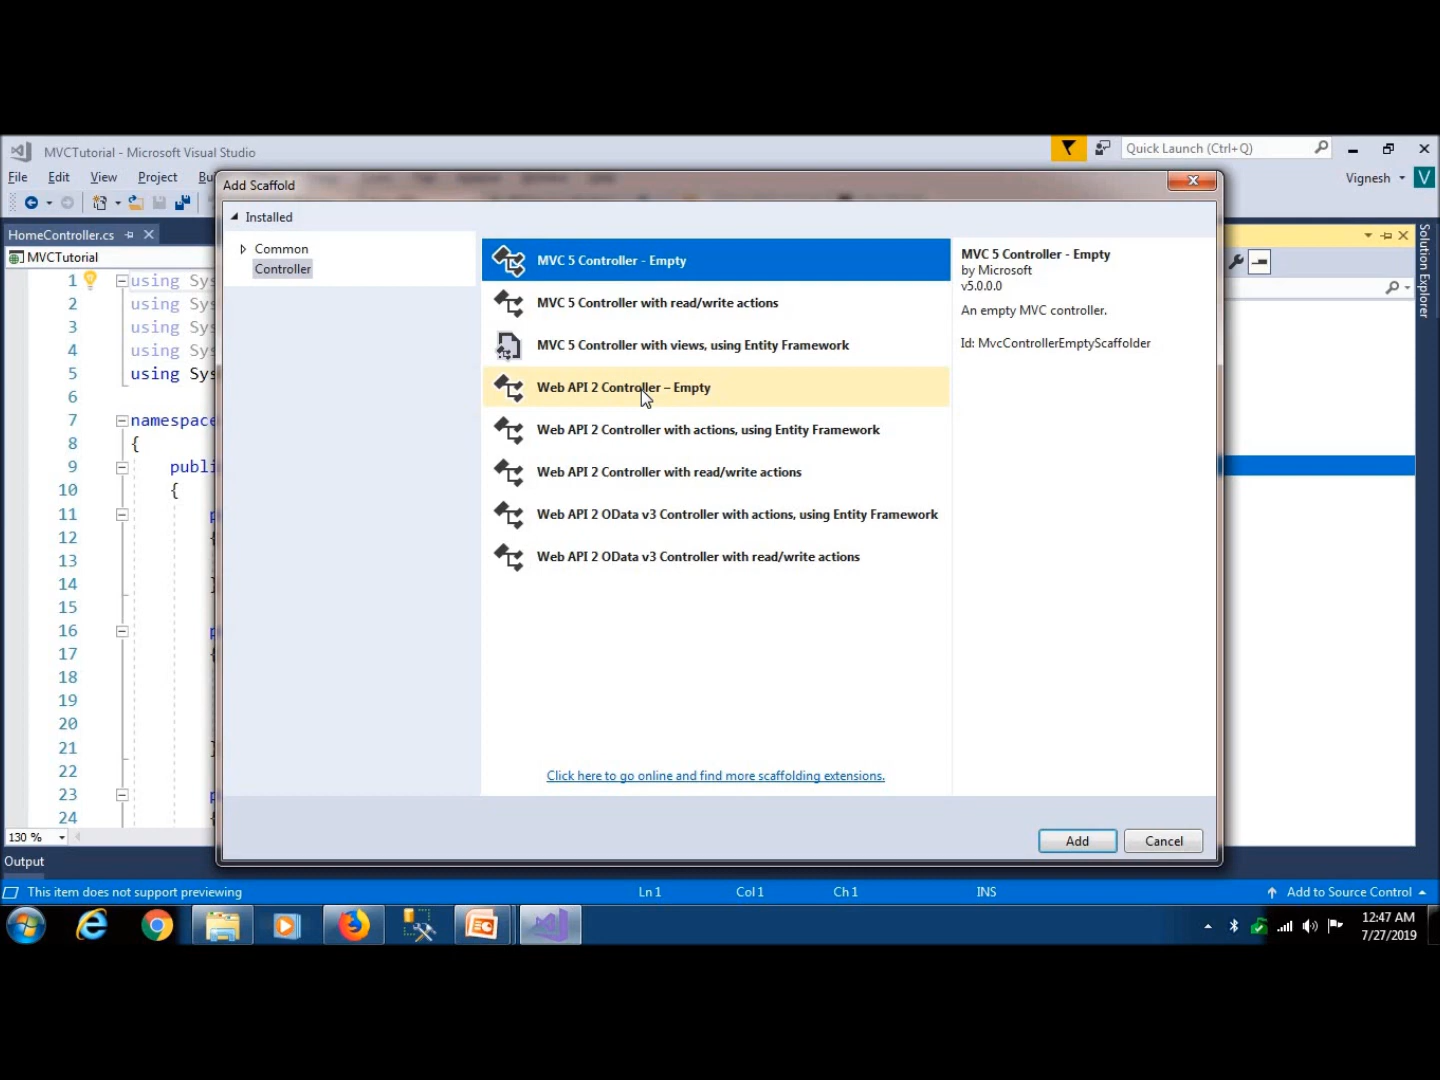 MVCTutorial - Microsoft Visual Studio
Quick Launch (Ctrl+Q)
File Edit View Project Bu
Vignesh V
Add Scaffold
Installed
Common
Controller
MVC 5 Controller - Empty
MVC 5 Controller with read/write actions
MVC 5 Controller with views, using Entity Framework
Web API 2 Controller – Empty
Web API 2 Controller with actions, using Entity Framework
Web API 2 Controller with read/write actions
Web API 2 OData v3 Controller with actions, using Entity Framework
Web API 2 OData v3 Controller with read/write actions
Click here to go online and find more scaffolding extensions.
MVC 5 Controller - Empty
by Microsoft
v5.0.0.0
An empty MVC controller.
Id: MvcControllerEmptyScaffolder
Add Cancel
HomeController.cs
MVCTutorial
1 using Sys
2 using Sys
3 using Sys
4 using Sys
5 using Sys
6
7 namespace
8 {
9 publi
10 {
11 p
12 {
13
14 }
15
16 p
17 {
18
19
20
21 }
22
23 p
24 {
Solution Explorer
130 %
Output
This item does not support previewing Ln 1 Col 1 Ch 1 INS Add to Source Control
12:47 AM
7/27/2019